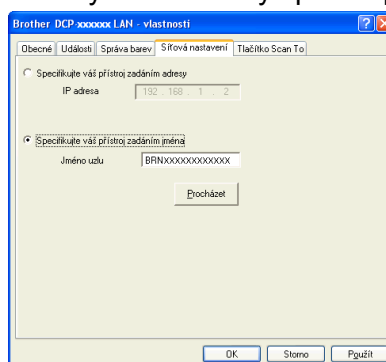 Brother DCP-xxxxxx LAN - vlastnosti
Obecné Události Správa barev Síťová nastavení Tlačítko Scan To
Specifikujte váš přístroj zadáním adresy
IP adresa 192 . 168 . 1 . 2
Specifikujte váš přístroj zadáním jména
Jméno uzlu BRNXXXXXXXXXXXX
Procházet
OK Storno Použít